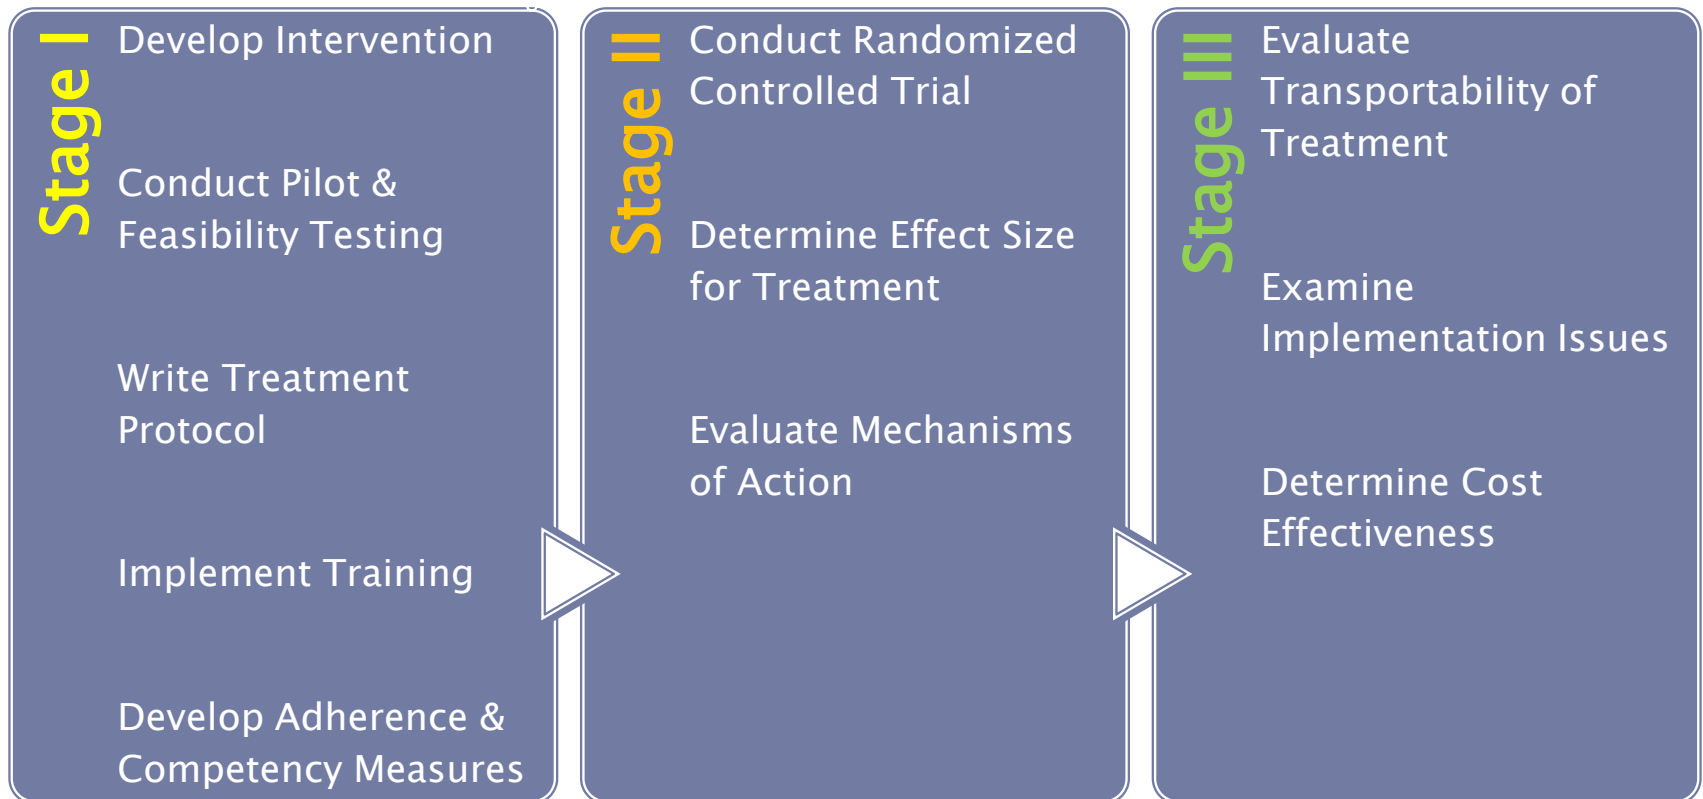 Stage I
Develop Intervention
Conduct Pilot &
Feasibility Testing
Write Treatment
Protocol
Implement Training
Develop Adherence &
Competency Measures
Stage II
Conduct Randomized
Controlled Trial
Determine Effect Size
for Treatment
Evaluate Mechanisms
of Action
Stage III
Evaluate
Transportability of
Treatment
Examine
Implementation Issues
Determine Cost
Effectiveness